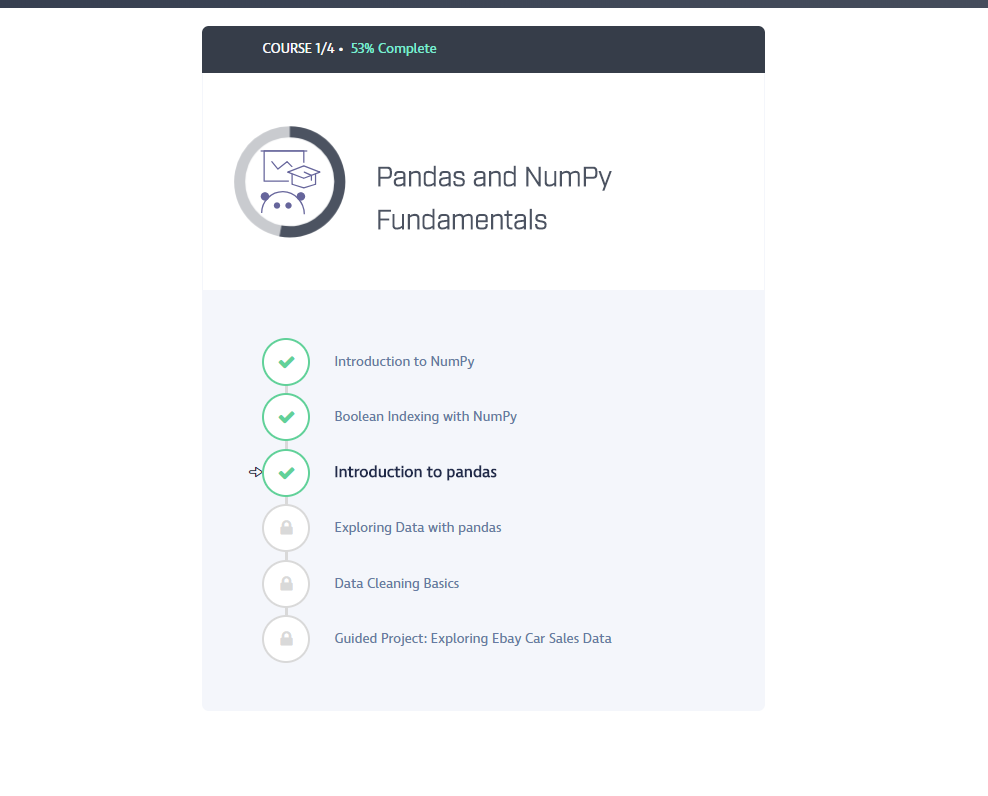 COURSE 1/4 • 53% Complete
Pandas and NumPy
Fundamentals
Introduction to NumPy
Boolean Indexing with NumPy
Introduction to pandas
Exploring Data with pandas
Data Cleaning Basics
Guided Project: Exploring Ebay Car Sales Data